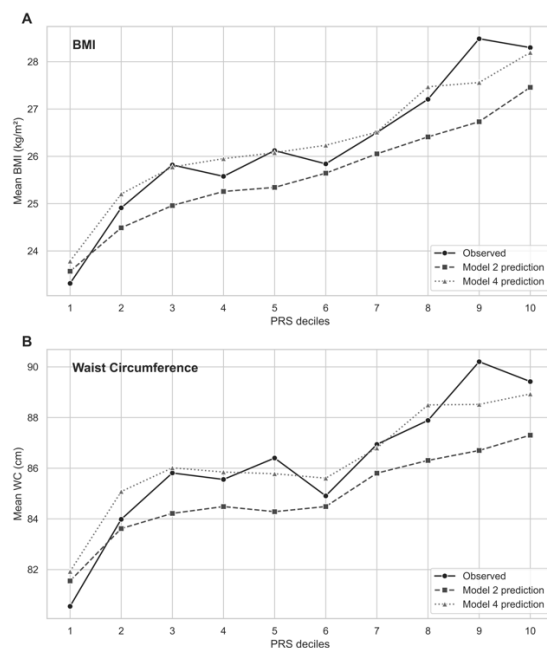 A
BMI
28
27
26
25
24
Mean BMI (kg/m²)
Observed
Model 2 prediction
Model 4 prediction
1 2 3 4 5 6 7 8 9 10
PRS deciles
B
Waist Circumference
90
88
86
84
82
Mean WC (cm)
Observed
Model 2 prediction
Model 4 prediction
1 2 3 4 5 6 7 8 9 10
PRS deciles